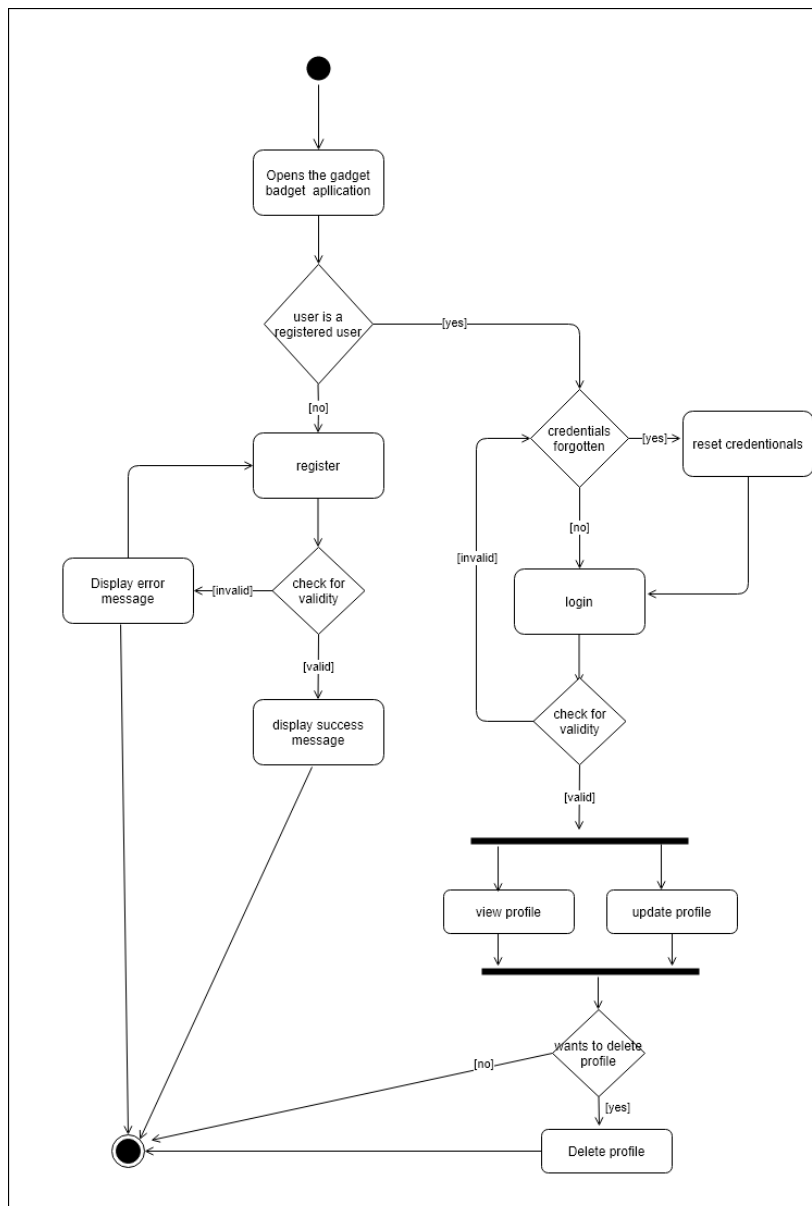 Opens the gadget
badget apllication
user is a
registered user
[yes]
[no]
credentials
forgotten
[yes]
reset credentionals
register
[no]
[invalid]
Display error
message
[invalid]
check for
validity
login
[valid]
display success
message
check for
validity
[valid]
view profile
update profile
wants to delete
profile
[no]
[yes]
Delete profile